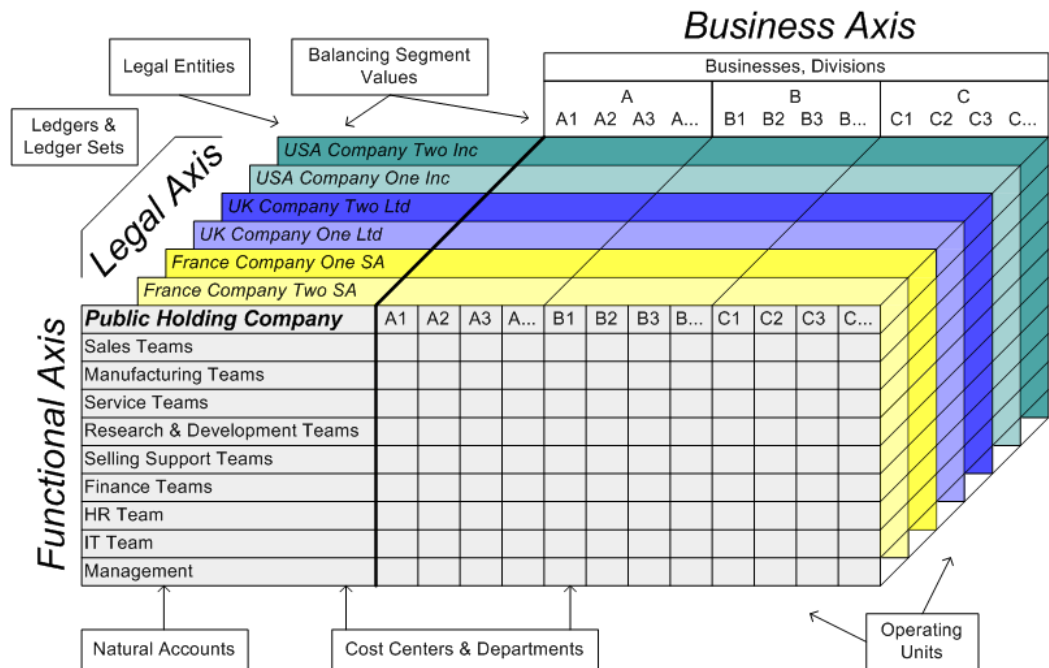 Business Axis
Legal Entities
Balancing Segment
Values
Businesses, Divisions
Ledgers &
Ledger Sets
A B C
A1 A2 A3 A... B1 B2 B3 B... C1 C2 C3 C...
Legal Axis
USA Company Two Inc
USA Company One Inc
UK Company Two Ltd
UK Company One Ltd
France Company One SA
France Company Two SA
Functional Axis
Public Holding Company A1 A2 A3 A... B1 B2 B3 B... C1 C2 C3 C...
Sales Teams
Manufacturing Teams
Service Teams
Research & Development Teams
Selling Support Teams
Finance Teams
HR Team
IT Team
Management
Natural Accounts
Cost Centers & Departments
Operating
Units